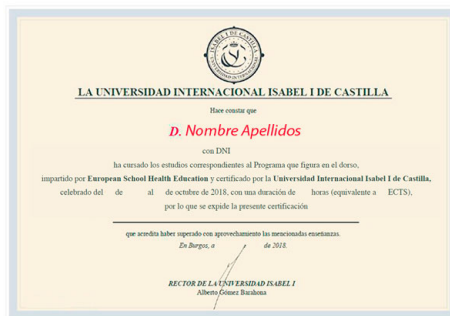 ISABEL I DE CASTILLA
UNIVERSIDAD INTERNACIONAL
LA UNIVERSIDAD INTERNACIONAL ISABEL I DE CASTILLA
Hace constar que
D. Nombre Apellidos
con DNI
ha cursado los estudios correspondientes al Programa que figura en el dorso,
impartido por European School Health Education y certificado por la Universidad Internacional Isabel I de Castilla,
celebrado del de al de octubre de 2018, con una duración de horas (equivalente a ECTS),
por lo que se expide la presente certificación
que acredita haber superado con aprovechamiento las mencionadas enseñanzas.
En Burgos, a de 2018.
RECTOR DE LA UNIVERSIDAD ISABEL I
Alberto Gómez Barahona